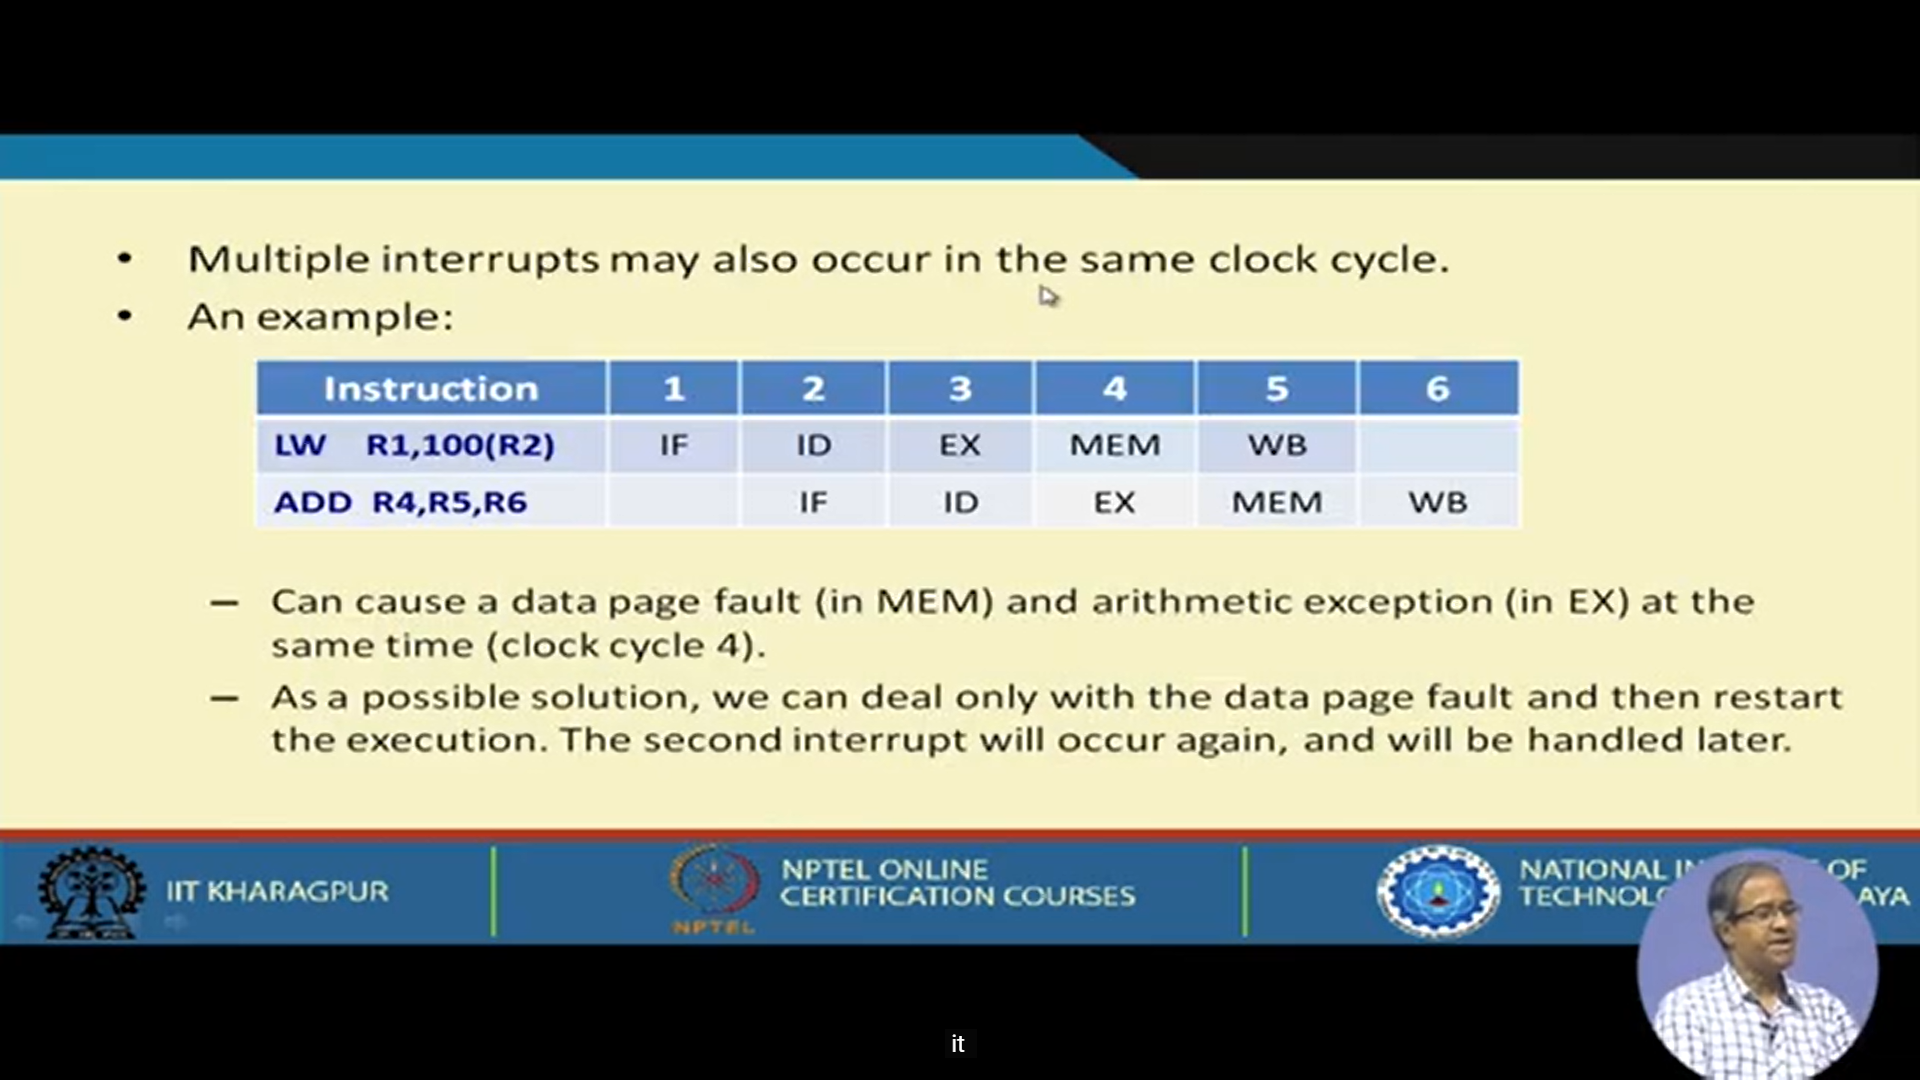 • Multiple interrupts may also occur in the same clock cycle.
• An example:
Instruction 1 2 3 4 5 6
LW R1,100(R2) IF ID EX MEM WB
ADD R4,R5,R6 IF ID EX MEM WB
– Can cause a data page fault (in MEM) and arithmetic exception (in EX) at the
same time (clock cycle 4).
– As a possible solution, we can deal only with the data page fault and then restart
the execution. The second interrupt will occur again, and will be handled later.
IIT KHARAGPUR
NPTEL
NPTEL ONLINE
CERTIFICATION COURSES
NATIONAL OF
it